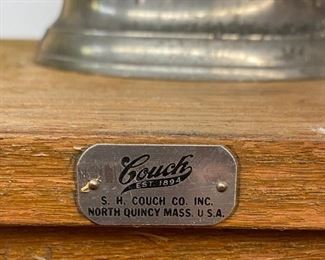 Couch
EST. 1894
S. H. COUCH CO. INC.
NORTH QUINCY MASS. U.S.A.